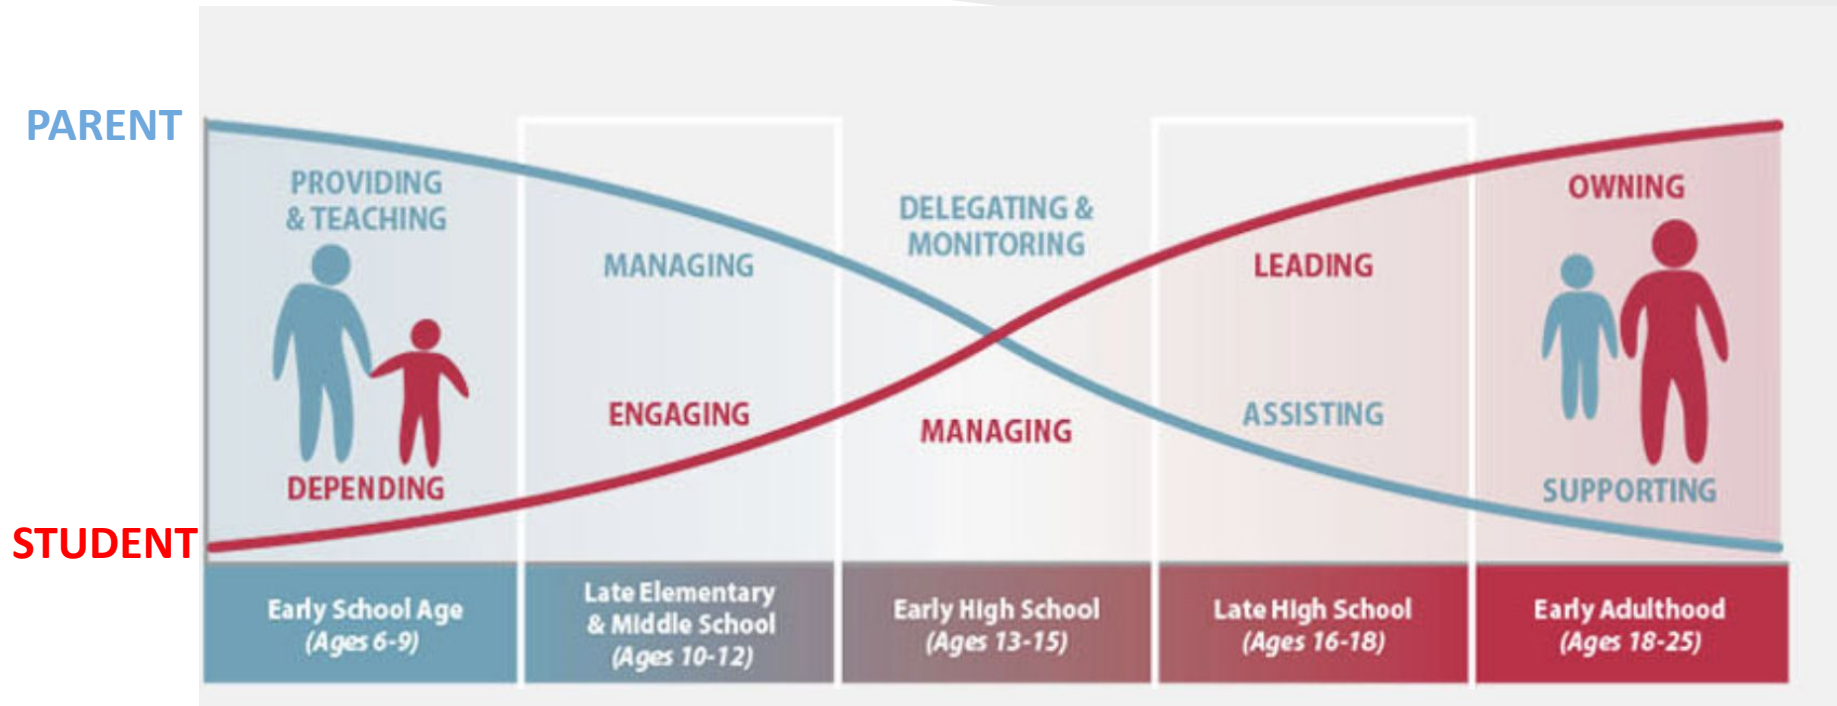 PARENT
PROVIDING
& TEACHING
MANAGING
DELEGATING &
MONITORING
LEADING
OWNING
DEPENDING
ENGAGING
MANAGING
ASSISTING
SUPPORTING
STUDENT
Early School Age
(Ages 6-9)
Late Elementary
& Middle School
(Ages 10-12)
Early High School
(Ages 13-15)
Late High School
(Ages 16-18)
Early Adulthood
(Ages 18-25)